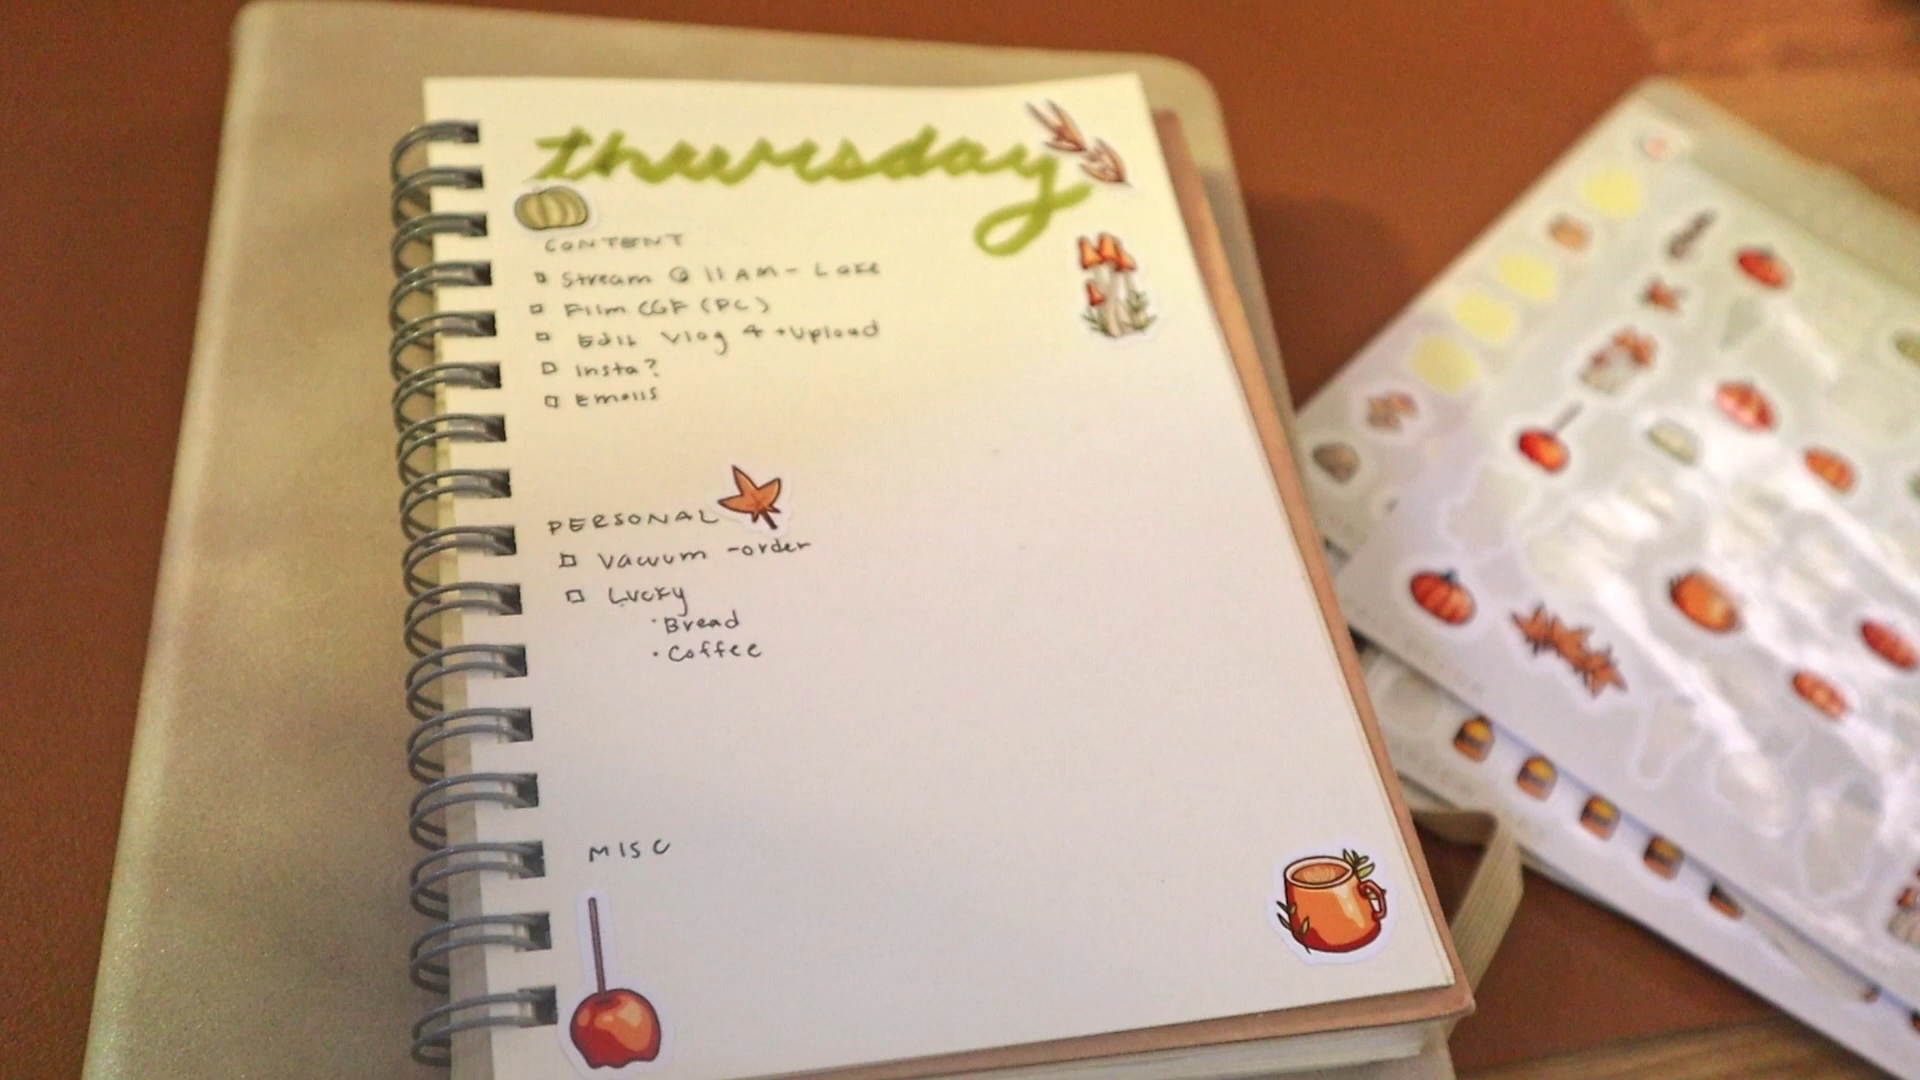 thursday
CONTENT
Stream @ 11 AM - Lake
Film CGF (PC)
Edit Vlog 4 + Upload
Insta?
Emails
PERSONAL
Vacuum - order
Lucky
· Bread
· Coffee
MISC